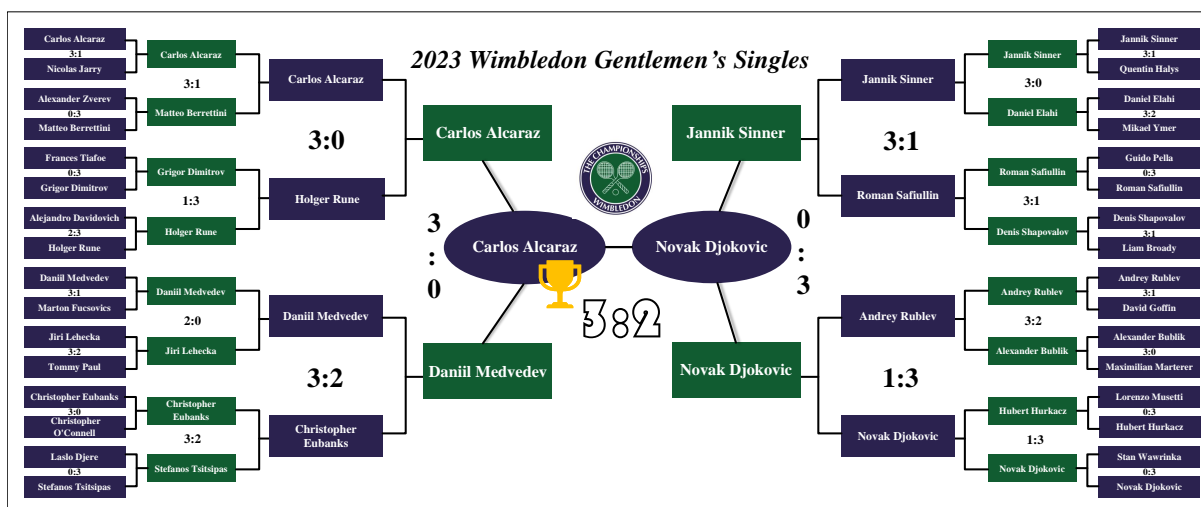 2023 Wimbledon Gentlemen's Singles
Carlos Alcaraz
3:1
Nicolas Jarry
Alexander Zverev
0:3
Matteo Berrettini
Frances Tiafoe
0:3
Grigor Dimitrov
Alejandro Davidovich
2:3
Holger Rune
Daniil Medvedev
3:1
Marton Fucsovics
Jiri Lehecka
3:2
Tommy Paul
Christopher Eubanks
3:0
Christopher
O'Connell
Laslo Djere
0:3
Stefanos Tsitsipas
Carlos Alcaraz
3:1
Matteo Berrettini
Grigor Dimitrov
1:3
Holger Rune
Daniil Medvedev
2:0
Jiri Lehecka
Christopher
Eubanks
3:2
Stefanos Tsitsipas
Carlos Alcaraz
3:0
Holger Rune
Daniil Medvedev
3:2
Christopher
Eubanks
Carlos Alcaraz
3
:
0
Daniil Medvedev
Carlos Alcaraz
THE CHAMPIONSHIPS
WIMBLEDON
3:2
Novak Djokovic
Jannik Sinner
0
:
3
Novak Djokovic
Jannik Sinner
3:1
Roman Safiullin
Andrey Rublev
1:3
Novak Djokovic
Jannik Sinner
3:0
Daniel Elahi
Roman Safiullin
3:1
Denis Shapovalov
Andrey Rublev
3:2
Alexander Bublik
Hubert Hurkacz
1:3
Novak Djokovic
Jannik Sinner
3:1
Quentin Halys
Daniel Elahi
3:2
Mikael Ymer
Guido Pella
0:3
Roman Safiullin
Denis Shapovalov
3:1
Liam Broady
Andrey Rublev
3:1
David Goffin
Alexander Bublik
3:0
Maximilian Marterer
Lorenzo Musetti
0:3
Hubert Hurkacz
Stan Wawrinka
0:3
Novak Djokovic